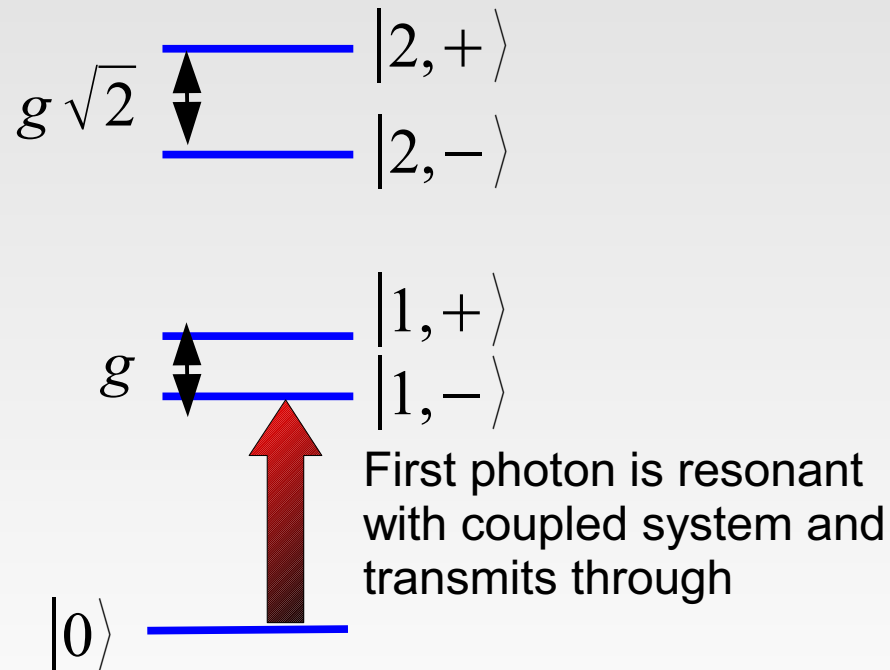 |2,+⟩
g√2
|2,−⟩
|1,+⟩
g
|1,−⟩
First photon is resonant
with coupled system and
transmits through
|0⟩